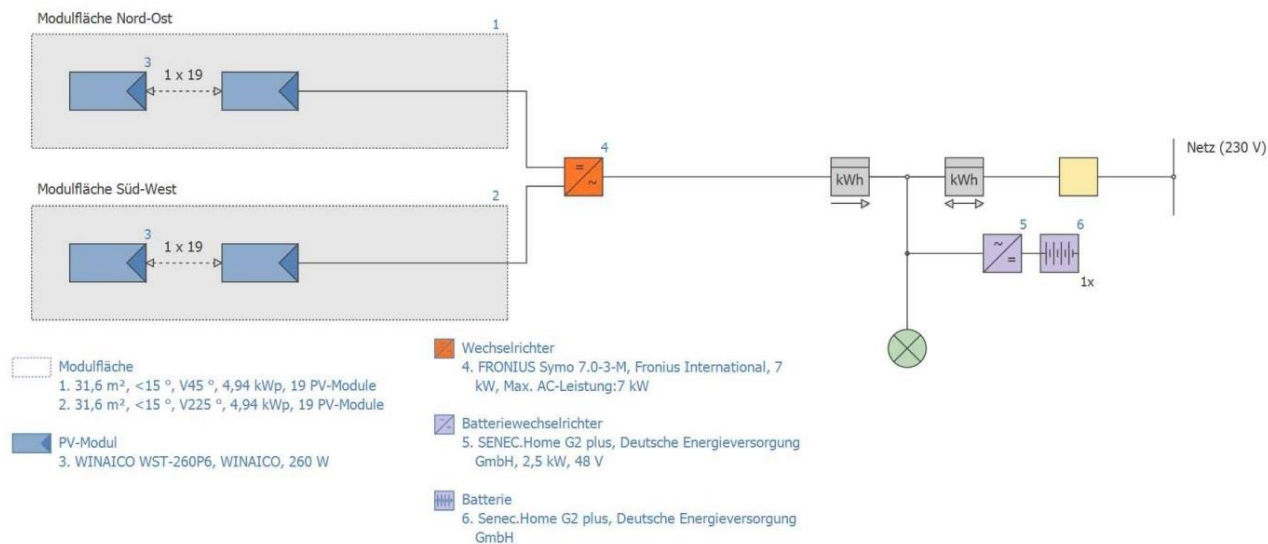 Modulfläche Nord-Ost
1
3
1 x 19
4
Netz (230 V)
kWh
kWh
Modulfläche Süd-West
2
3
1 x 19
5
6
1x
Modulfläche
1. 31,6 m², <15 °, V45 °, 4,94 kWp, 19 PV-Module
2. 31,6 m², <15 °, V225 °, 4,94 kWp, 19 PV-Module
PV-Modul
3. WINAICO WST-260P6, WINAICO, 260 W
Wechselrichter
4. FRONIUS Symo 7.0-3-M, Fronius International, 7
kW, Max. AC-Leistung:7 kW
Batteriewechselrichter
5. SENEC.Home G2 plus, Deutsche Energieversorgung
GmbH, 2,5 kW, 48 V
Batterie
6. Senec.Home G2 plus, Deutsche Energieversorgung
GmbH